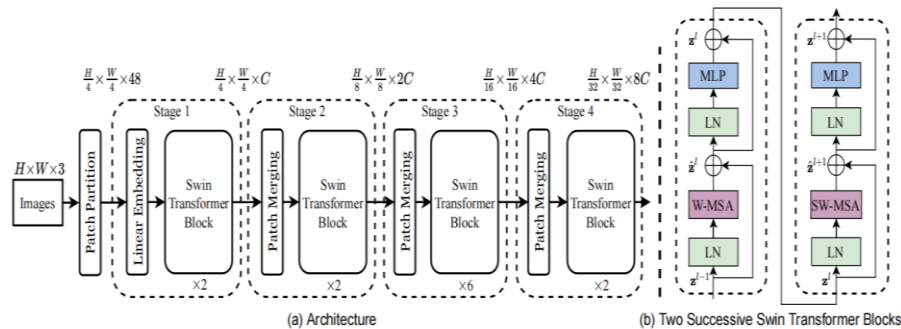 H/4 × W/4 × 48
H/4 × W/4 × C
H/8 × W/8 × 2C
H/16 × W/16 × 4C
H/32 × W/32 × 8C
Stage 1
Stage 2
Stage 3
Stage 4
H×W×3
Images
Patch Partition
Linear Embedding
Swin
Transformer
Block
×2
Patch Merging
Swin
Transformer
Block
×2
Patch Merging
Swin
Transformer
Block
×6
Patch Merging
Swin
Transformer
Block
×2
(a) Architecture
z^l
MLP
LN
ẑ^l
W-MSA
LN
z^{l-1}
z^{l+1}
MLP
LN
ẑ^{l+1}
SW-MSA
LN
z^l
(b) Two Successive Swin Transformer Blocks